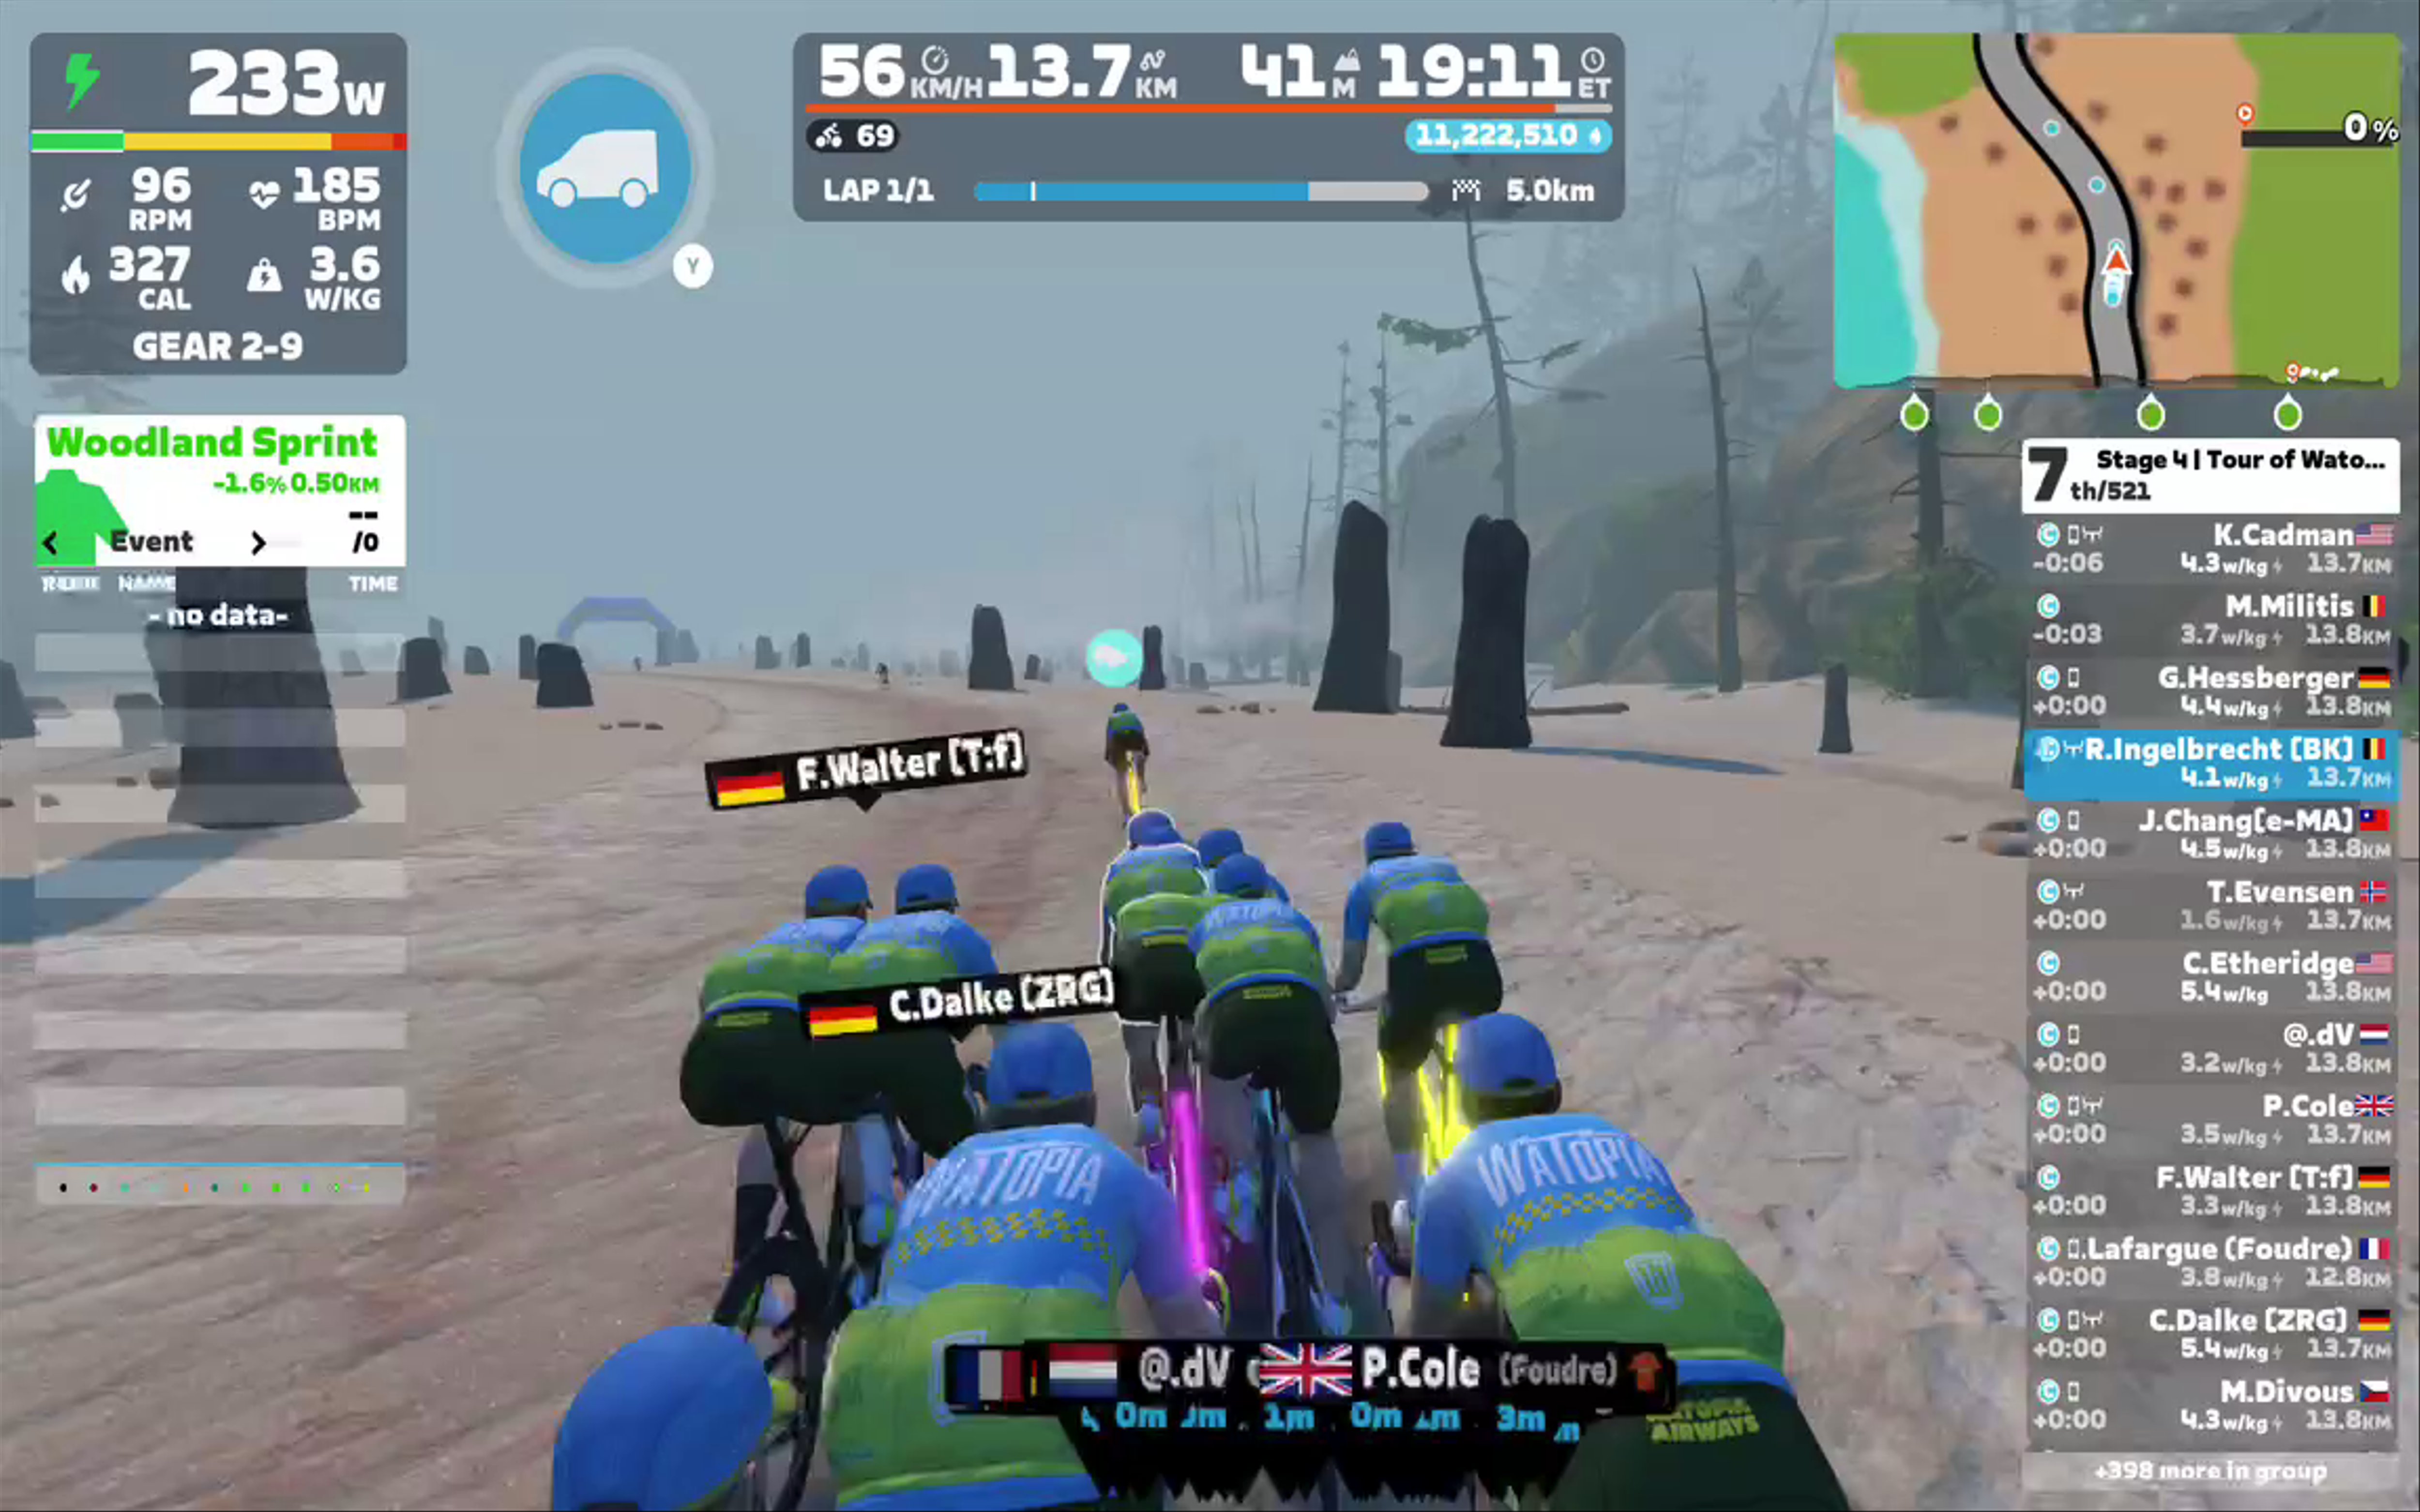 233w
96 RPM
185 BPM
327 CAL
3.6 W/KG
GEAR 2-9
Y
56 KM/H 13.7 KM 41 M 19:11 ET
69
11,222,510
LAP 1/1
5.0km
0%
9
Woodland Sprint
-1.6% 0.50KM
--
Event
/0
NAME TIME
- no data-
7th/521
Stage 4 | Tour of Wato...
K.Cadman
-0:06 4.3w/kg 13.7KM
M.Militis
-0:03 3.7w/kg 13.8KM
G.Hessberger
+0:00 4.4w/kg 13.8KM
R.Ingelbrecht [BK]
4.1w/kg 13.7KM
J.Chang[e-MA]
+0:00 4.5w/kg 13.8KM
T.Evensen
+0:00 1.6w/kg 13.7KM
C.Etheridge
+0:00 5.4w/kg 13.8KM
@.dV
+0:00 3.2w/kg 13.8KM
P.Cole
+0:00 3.5w/kg 13.7KM
F.Walter [T:f]
+0:00 3.3w/kg 13.8KM
.Lafargue (Foudre)
+0:00 3.8w/kg 12.8KM
C.Dalke [ZRG]
+0:00 5.4w/kg 13.7KM
M.Divous
+0:00 4.3w/kg 13.8KM
+398 more in group
F.Walter [T:f]
C.Dalke [ZRG]
WATOPIA
WATOPIA
WATOPIA
@.dV
P.Cole
(Foudre)
0m
1m 0m
3m
AIRWAYS